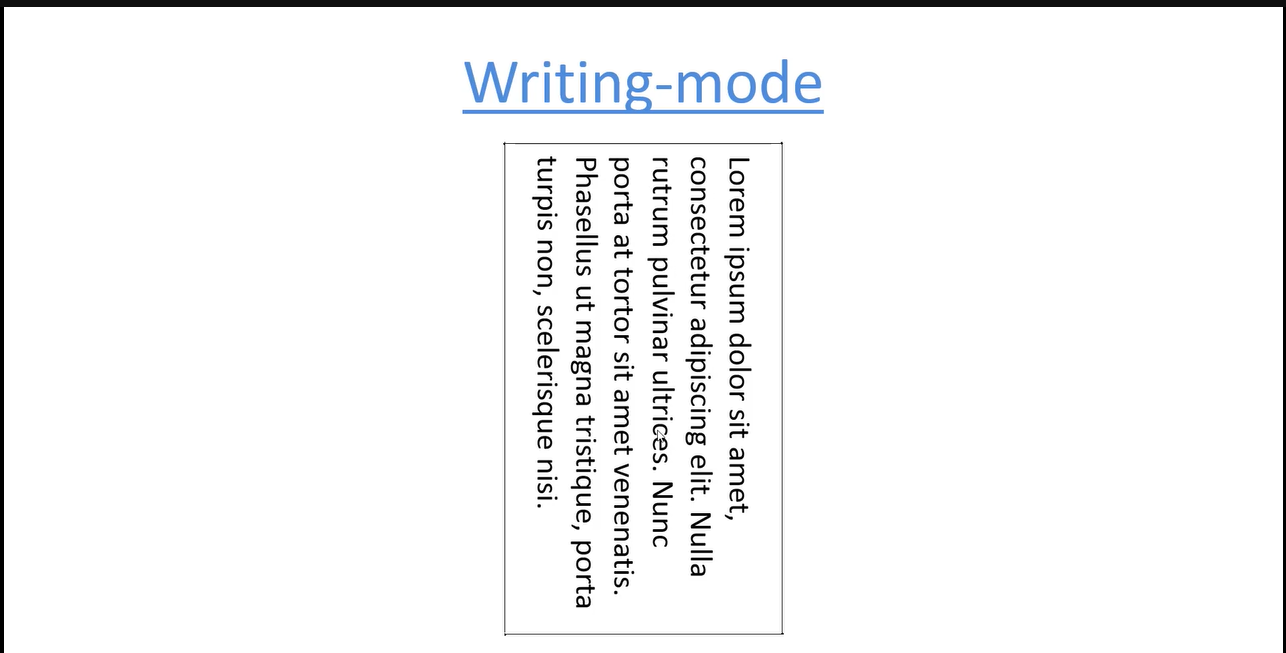 Writing-mode
Lorem ipsum dolor sit amet,
consectetur adipiscing elit. Nulla
rutrum pulvinar ultrices. Nunc
porta at tortor sit amet venenatis.
Phasellus ut magna tristique, porta
turpis non, scelerisque nisi.